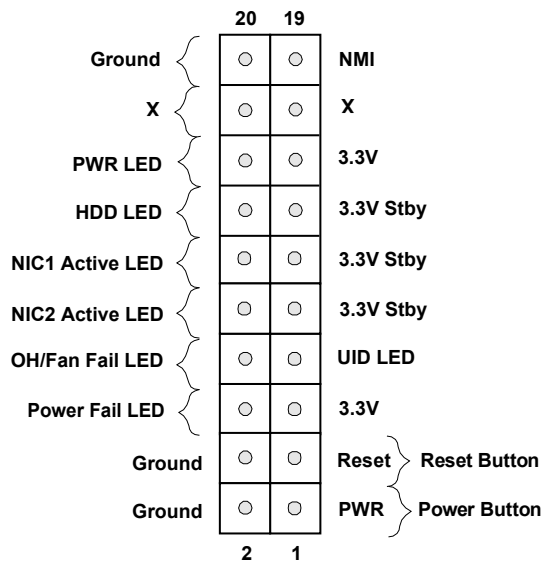 20 19
Ground NMI
X X
PWR LED 3.3V
HDD LED 3.3V Stby
NIC1 Active LED 3.3V Stby
NIC2 Active LED 3.3V Stby
OH/Fan Fail LED UID LED
Power Fail LED 3.3V
Ground Reset Reset Button
Ground PWR Power Button
2 1